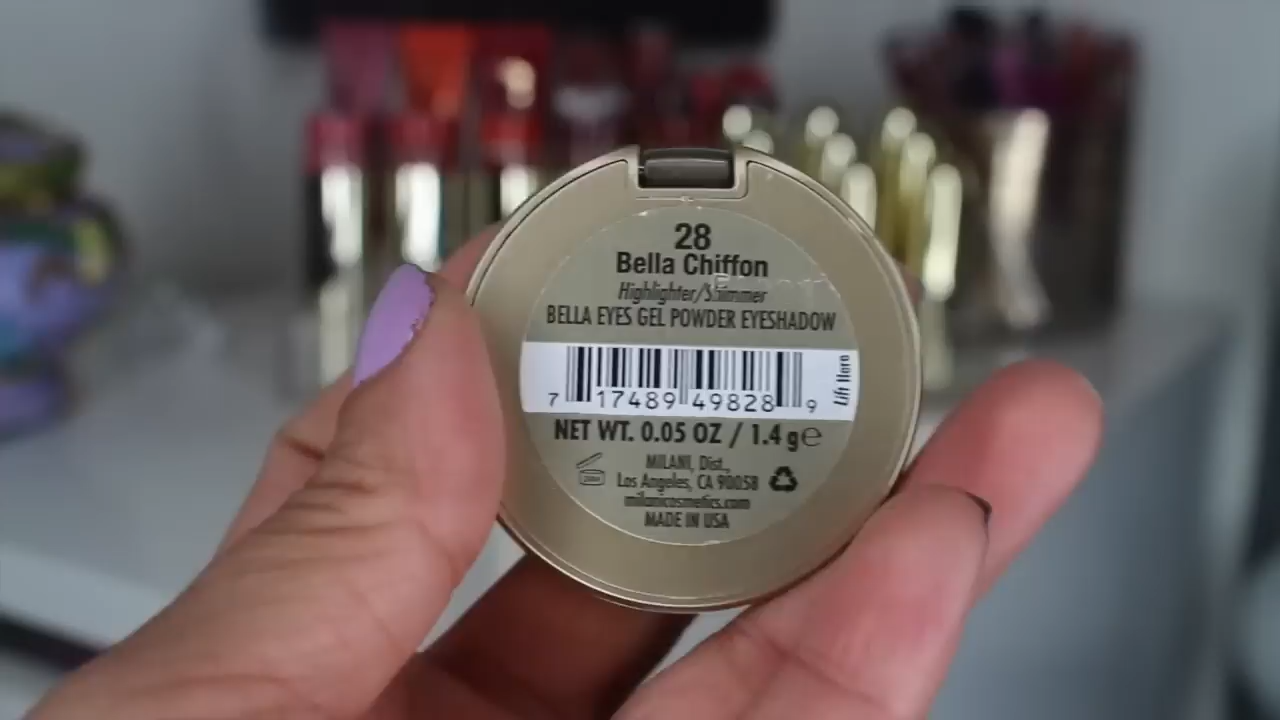 28
Bella Chiffon
Highlighter/Shimmer
BELLA EYES GEL POWDER EYESHADOW
Lift Here
7 17489 49828 9
NET WT. 0.05 OZ / 1.4 g℮
MILANI, Dist.,
Los Angeles, CA 90058
milanicosmetics.com
MADE IN USA